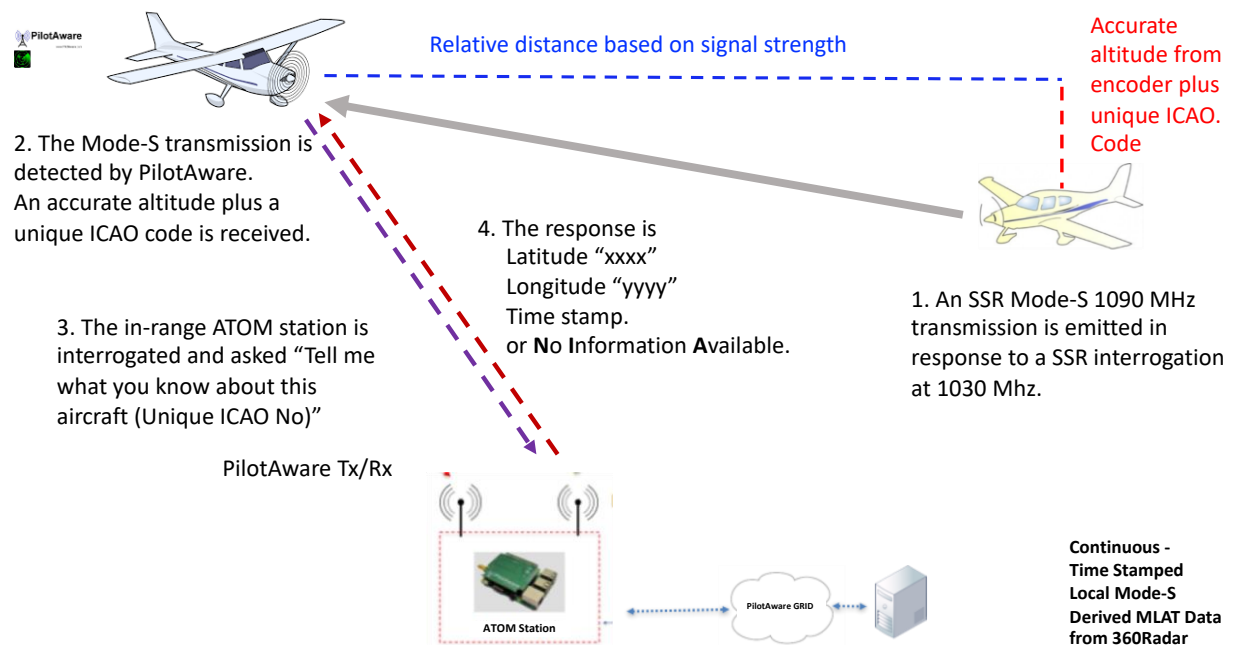 PilotAware
Relative distance based on signal strength
Accurate
altitude from
encoder plus
unique ICAO.
Code
2. The Mode-S transmission is
detected by PilotAware.
An accurate altitude plus a
unique ICAO code is received.
4. The response is
Latitude “xxxx”
Longitude “yyyy”
Time stamp.
or No Information Available.
1. An SSR Mode-S 1090 MHz
transmission is emitted in
response to a SSR interrogation
at 1030 Mhz.
3. The in-range ATOM station is
interrogated and asked “Tell me
what you know about this
aircraft (Unique ICAO No)”
PilotAware Tx/Rx
ATOM Station
PilotAware GRID
Continuous -
Time Stamped
Local Mode-S
Derived MLAT Data
from 360Radar